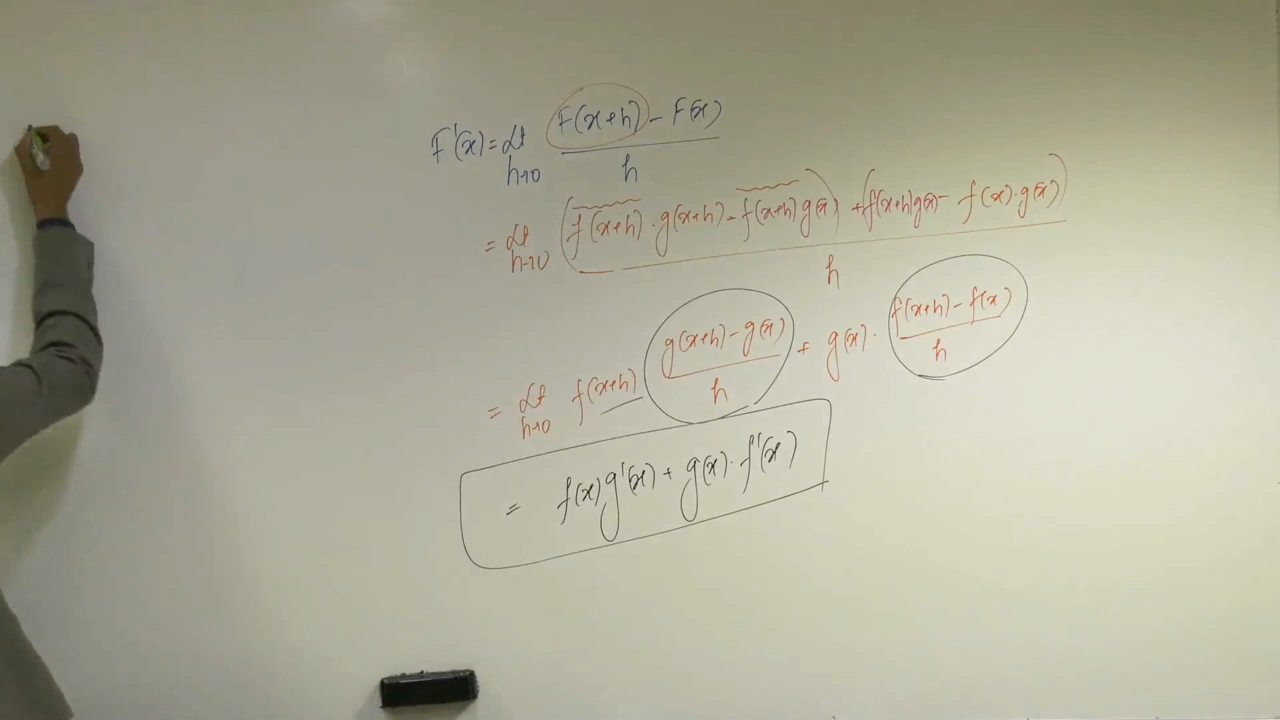 F'(x) = Lt h→0 F(x+h) - F(x) / h
= Lt h→0 (f(x+h)·g(x+h) - f(x+h)g(x)) + (f(x+h)g(x) - f(x)·g(x)) / h
= Lt h→0 f(x+h) g(x+h) - g(x) / h + g(x)· f(x+h) - f(x) / h
= f(x)g'(x) + g(x)·f'(x)